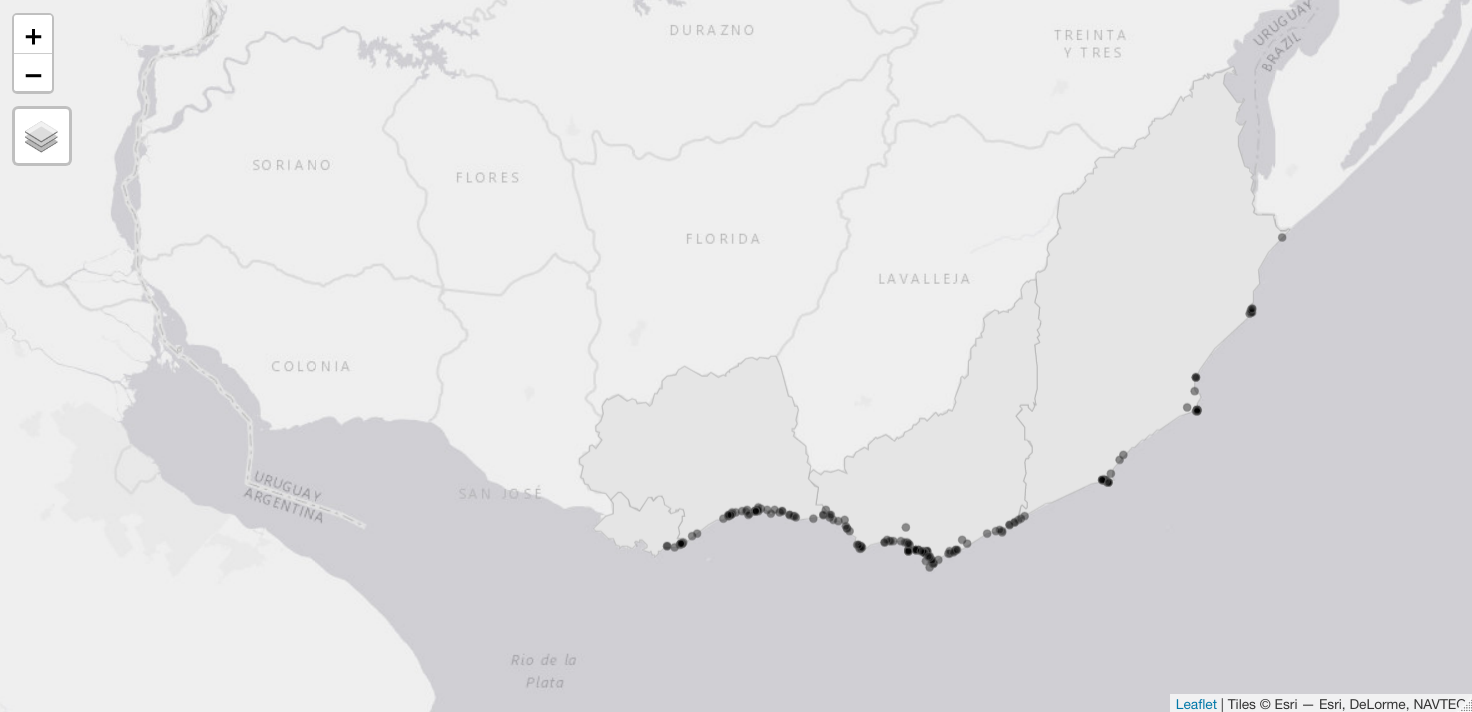 +
−
DURAZNO
TREINTA
Y TRES
URUGUAY
BRAZIL
SORIANO
FLORES
FLORIDA
LAVALLEJA
COLONIA
URUGUAY
ARGENTINA
SAN JOSÉ
Rio de la
Plata
Leaflet | Tiles © Esri — Esri, DeLorme, NAVTEQ